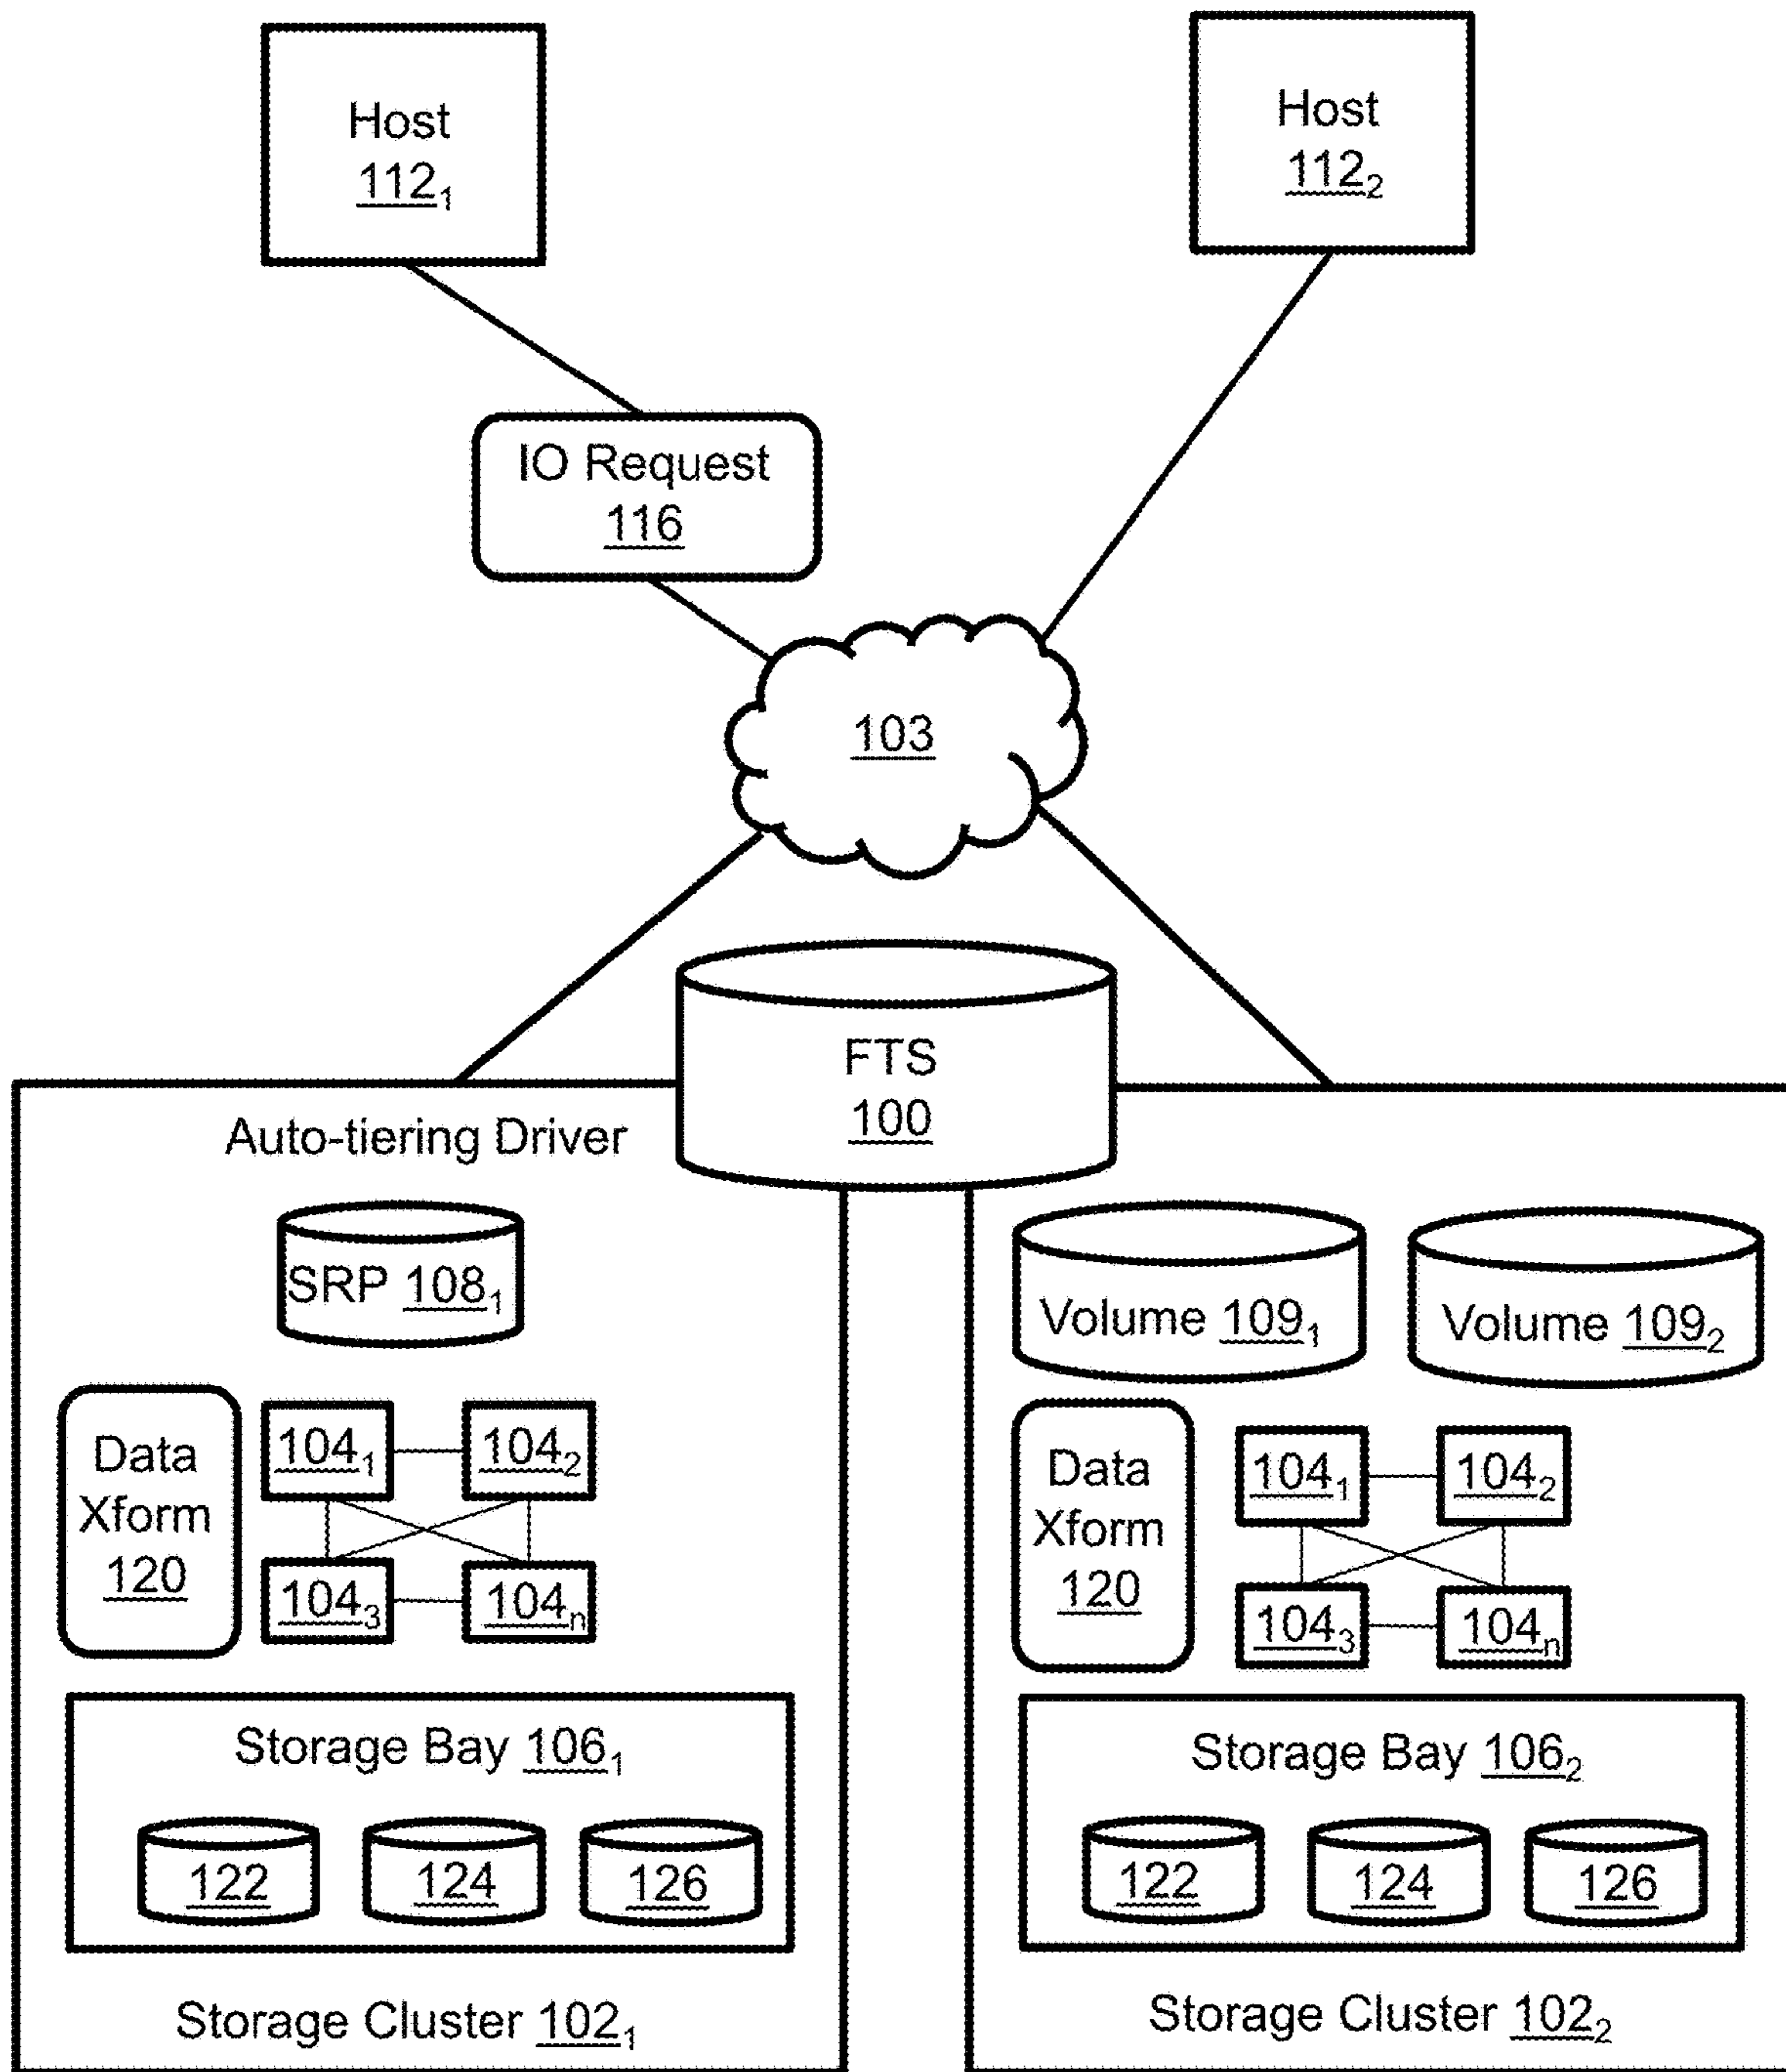 Host
112₁
Host
112₂
IO Request
116
103
FTS
100
Auto-tiering Driver
SRP 108₁
Data
Xform
120
104₁
104₂
104₃
104ₙ
Storage Bay 106₁
122
124
126
Storage Cluster 102₁
Volume 109₁
Volume 109₂
Data
Xform
120
104₁
104₂
104₃
104ₙ
Storage Bay 106₂
122
124
126
Storage Cluster 102₂